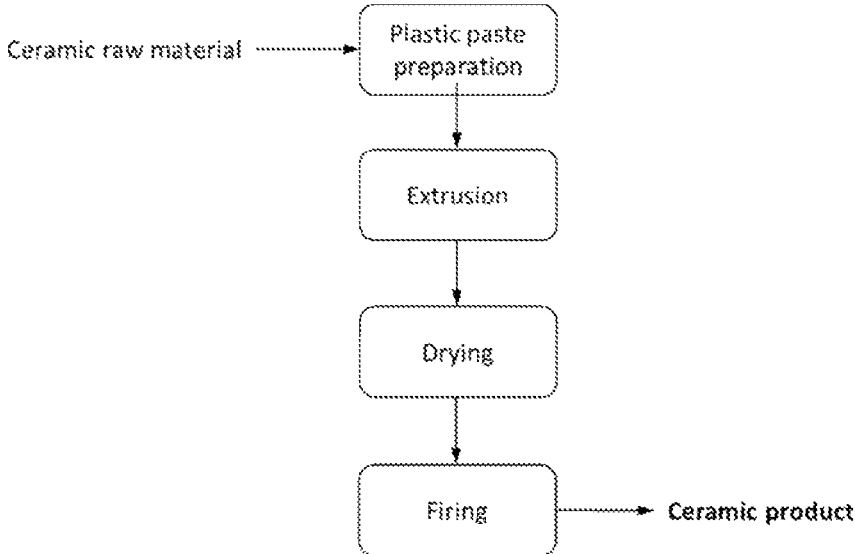 Plastic paste
Ceramic raw material
preparation
Extrusion
Drying
Firing
Ceramic product